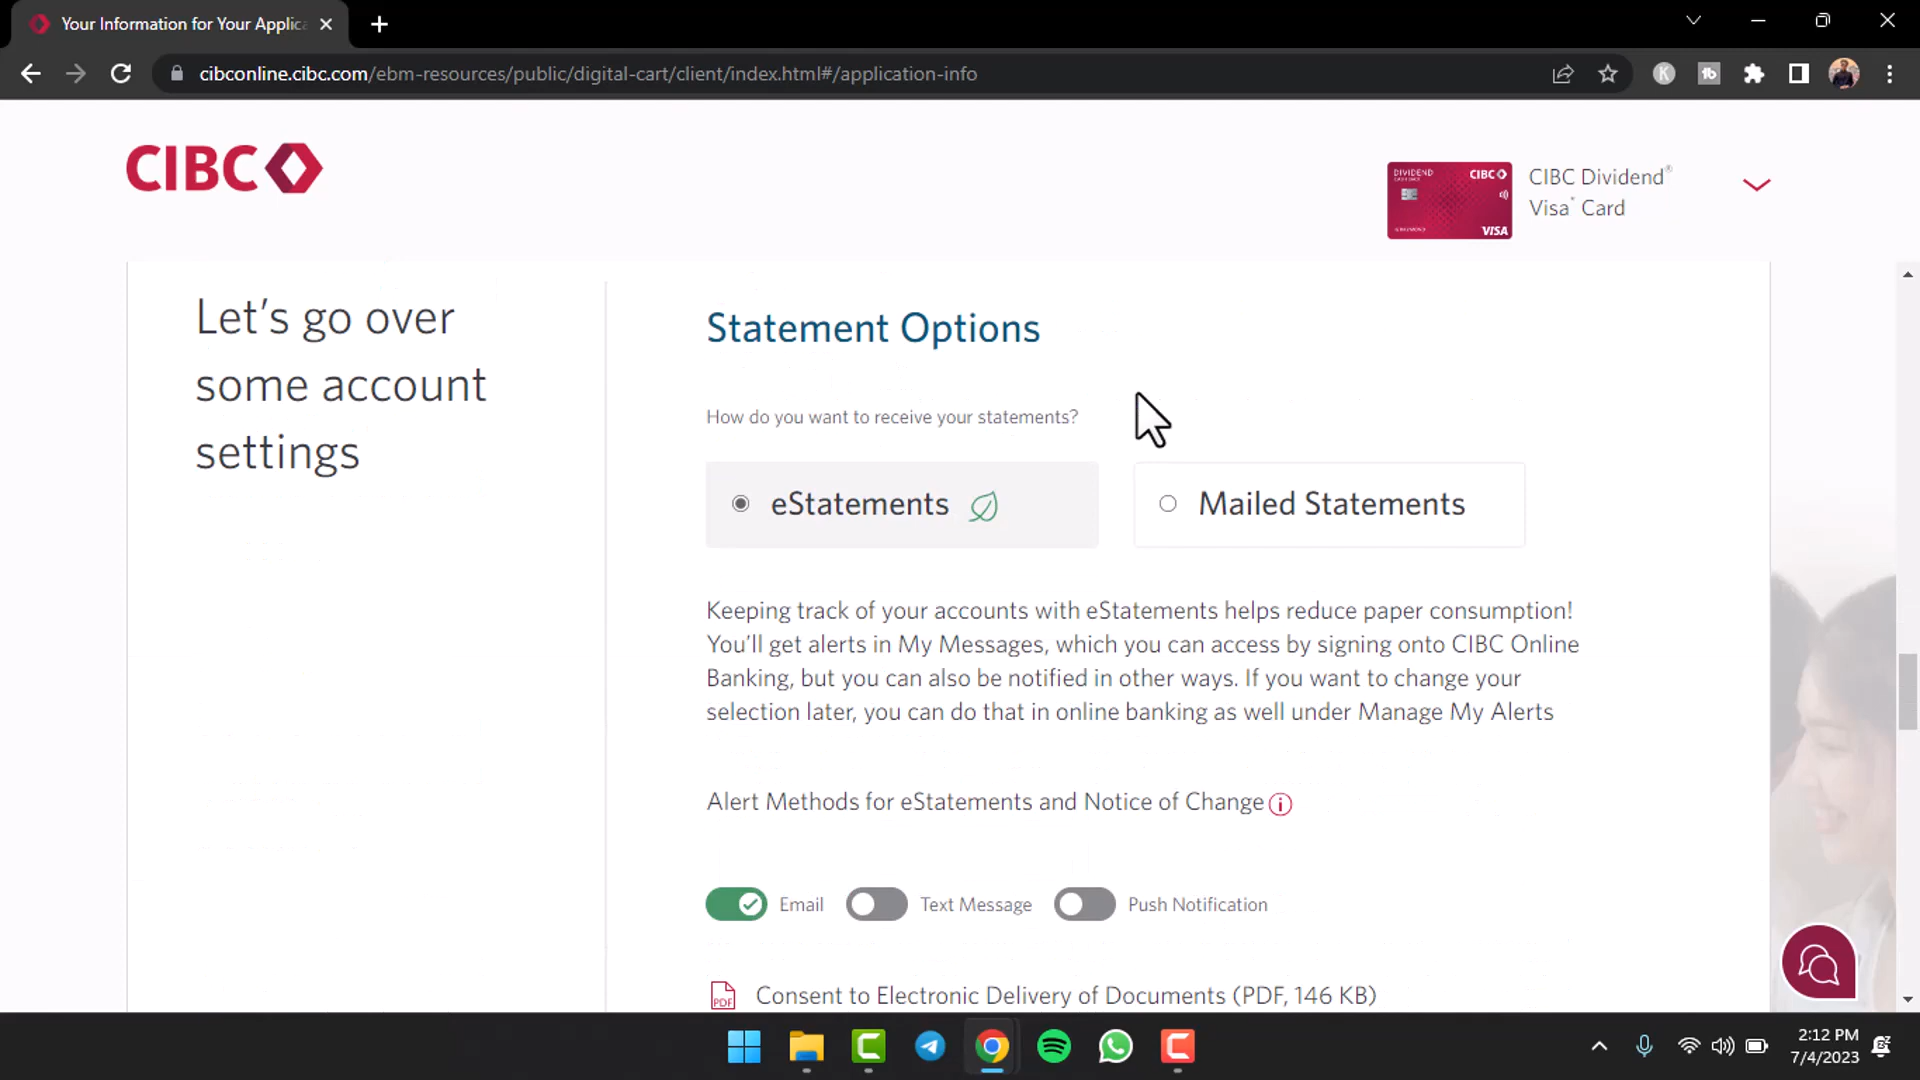 Your Information for Your Applic
cibconline.cibc.com/ebm-resources/public/digital-cart/client/index.html#/application-info
CIBC
DIVIDEND
CIBC
VISA
CIBC Dividend®
Visa* Card
Let’s go over
some account
settings
Statement Options
How do you want to receive your statements?
eStatements
Mailed Statements
Keeping track of your accounts with eStatements helps reduce paper consumption!
You’ll get alerts in My Messages, which you can access by signing onto CIBC Online
Banking, but you can also be notified in other ways. If you want to change your
selection later, you can do that in online banking as well under Manage My Alerts
Alert Methods for eStatements and Notice of Change
Email
Text Message
Push Notification
PDF
Consent to Electronic Delivery of Documents (PDF, 146 KB)
2:12 PM
7/4/2023